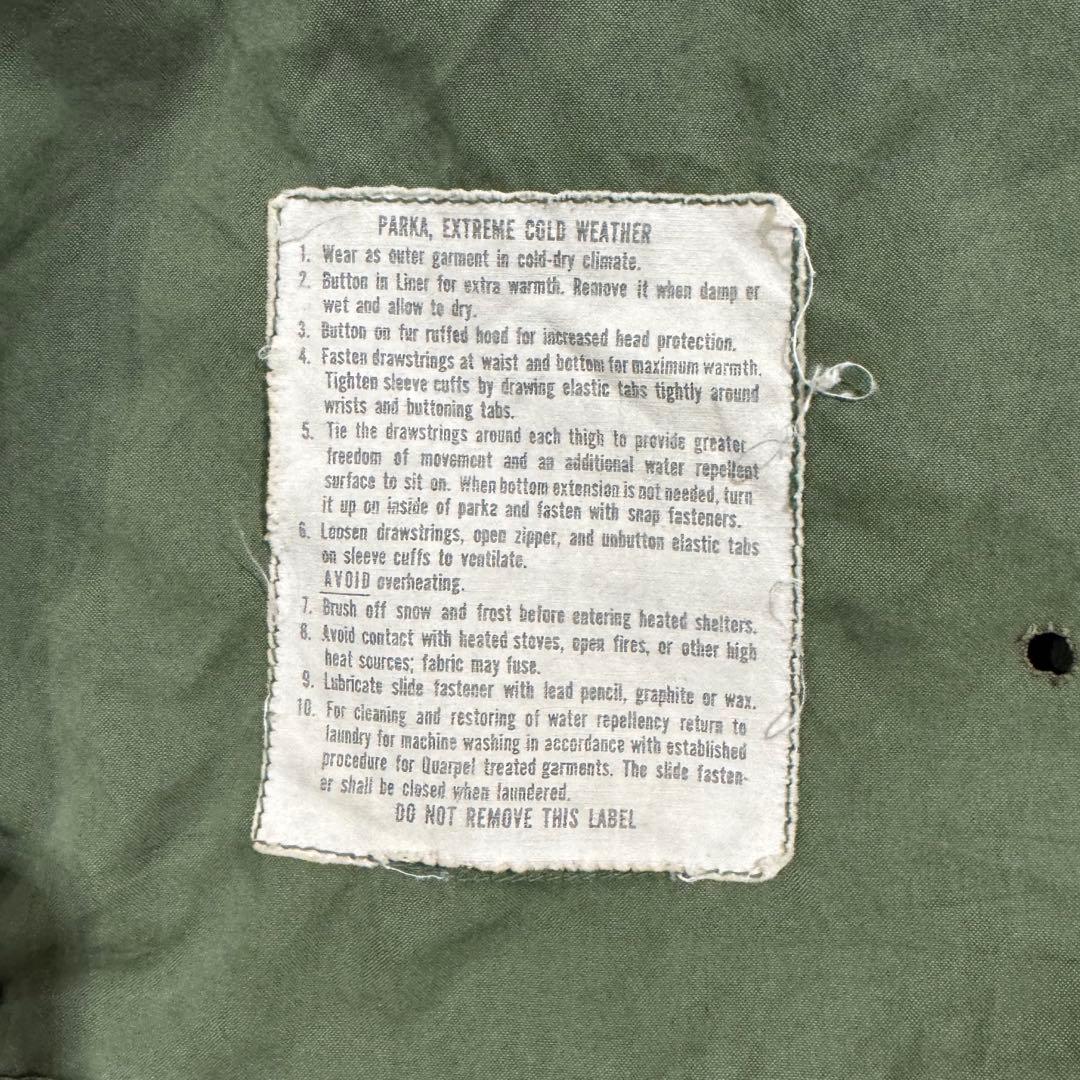 PARKA, EXTREME COLD WEATHER
1. Wear as outer garment in cold-dry climate.
2. Button in Liner for extra warmth. Remove it when damp or
wet and allow to dry.
3. Button on fur ruffed hood for increased head protection.
4. Fasten drawstrings at waist and bottom for maximum warmth.
Tighten sleeve cuffs by drawing elastic tabs tightly around
wrists and buttoning tabs.
5. Tie the drawstrings around each thigh to provide greater
freedom of movement and an additional water repellent
surface to sit on. When bottom extension is not needed, turn
it up on inside of parka and fasten with snap fasteners.
6. Loosen drawstrings, open zipper, and unbutton elastic tabs
on sleeve cuffs to ventilate.
AVOID overheating.
7. Brush off snow and frost before entering heated shelters.
8. Avoid contact with heated stoves, open fires, or other high
heat sources; fabric may fuse.
9. Lubricate slide fastener with lead pencil, graphite or wax.
10. For cleaning and restoring of water repellency return to
laundry for machine washing in accordance with established
procedure for Quarpel treated garments. The slide fasten-
er shall be closed when laundered.
DO NOT REMOVE THIS LABEL